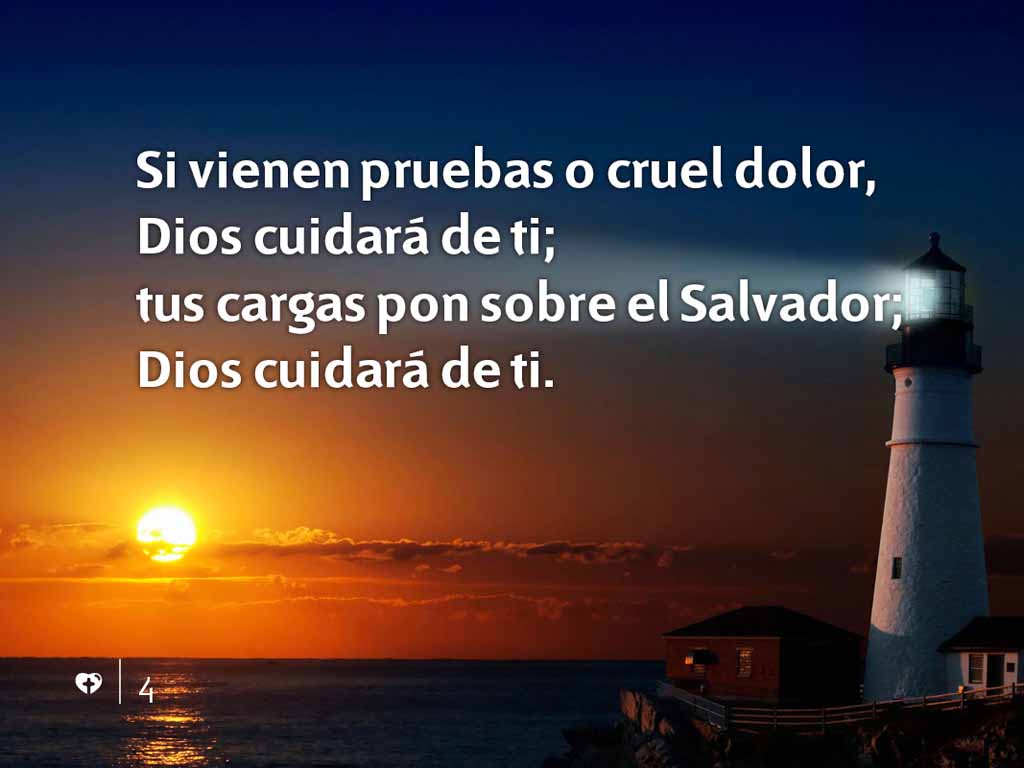 Si vienen pruebas o cruel dolor,
Dios cuidará de ti;
tus cargas pon sobre el Salvador;
Dios cuidará de ti.
4